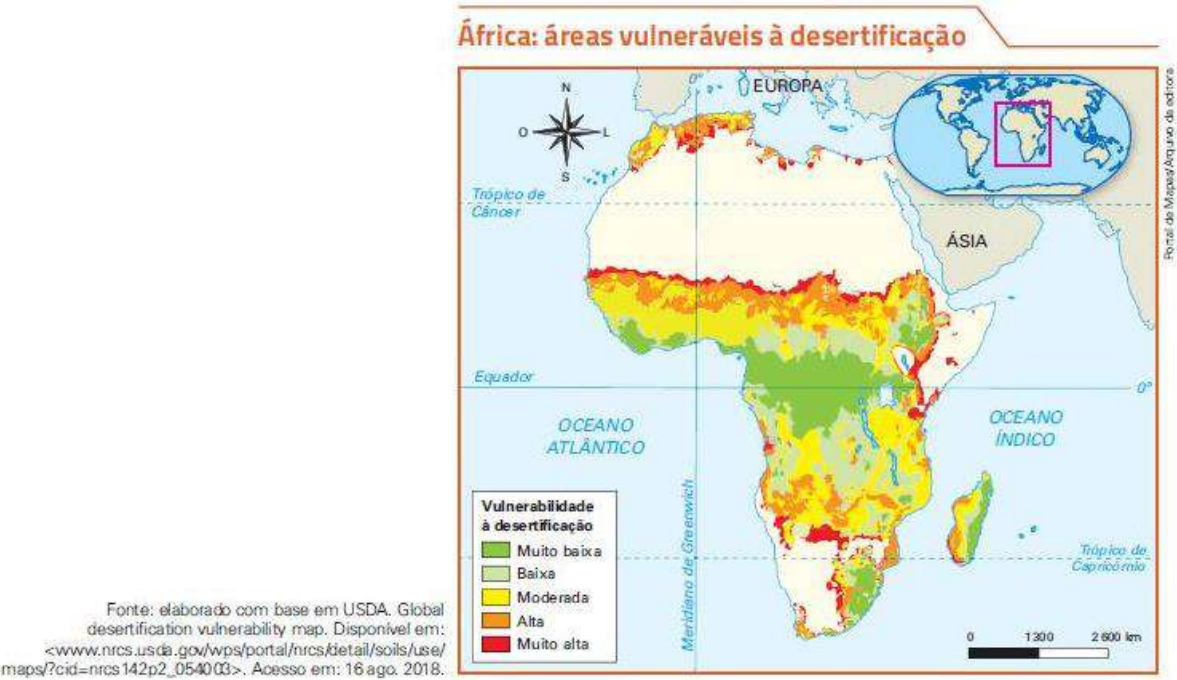 África: áreas vulneráveis à desertificação
EUROPA
0°
N
O
L
S
Trópico de
Câncer
ÁSIA
Equador
0°
OCEANO
ATLÂNTICO
OCEANO
ÍNDICO
Meridiano de Greenwich
Trópico de
Capricórnio
Vulnerabilidade
à desertificação
Muito baixa
Baixa
Moderada
Alta
Muito alta
0 1 300 2 600 km
Portal de Mapas/Arquivo da editora
Fonte: elaborado com base em USDA. Global
desertification vulnerability map. Disponível em:
<www.nrcs.usda.gov/wps/portal/nrcs/detail/soils/use/
maps/?cid=nrcs142p2_054003>. Acesso em: 16 ago. 2018.